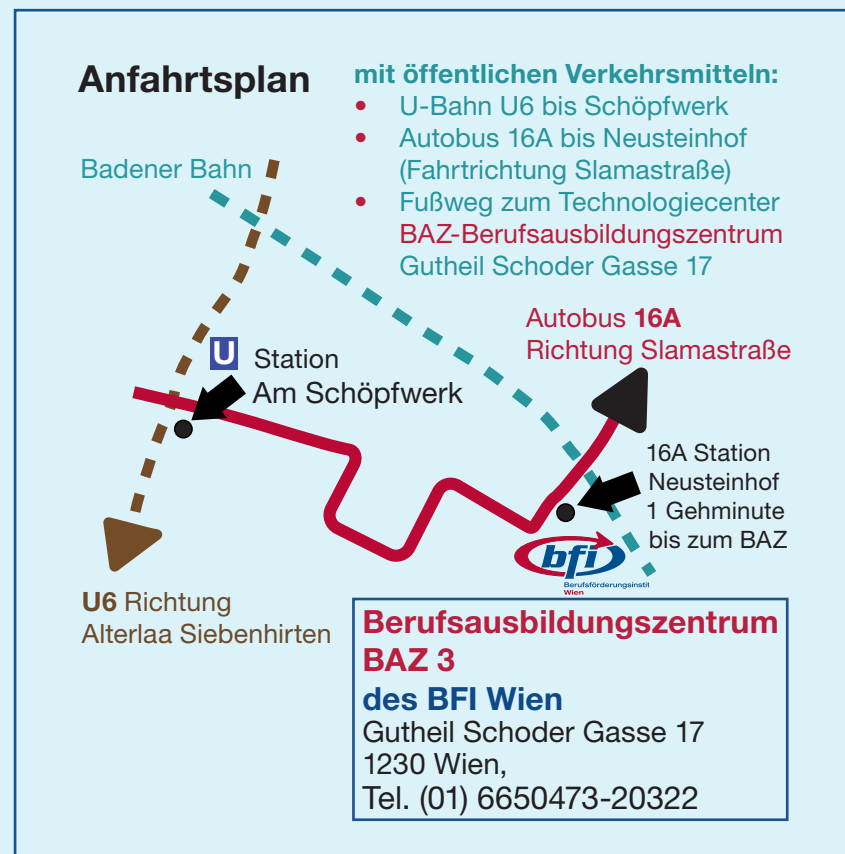 Anfahrtsplan
mit öffentlichen Verkehrsmitteln:
• U-Bahn U6 bis Schöpfwerk
• Autobus 16A bis Neusteinhof
(Fahrtrichtung Slamastraße)
• Fußweg zum Technologiecenter
BAZ-Berufsausbildungszentrum
Gutheil Schoder Gasse 17
Badener Bahn
Autobus 16A
Richtung Slamastraße
U Station
Am Schöpfwerk
16A Station
Neusteinhof
1 Gehminute
bis zum BAZ
bfi
Berufsförderungsinstit
Wien
U6 Richtung
Alterlaa Siebenhirten
Berufsausbildungszentrum
BAZ 3
des BFI Wien
Gutheil Schoder Gasse 17
1230 Wien,
Tel. (01) 6650473-20322